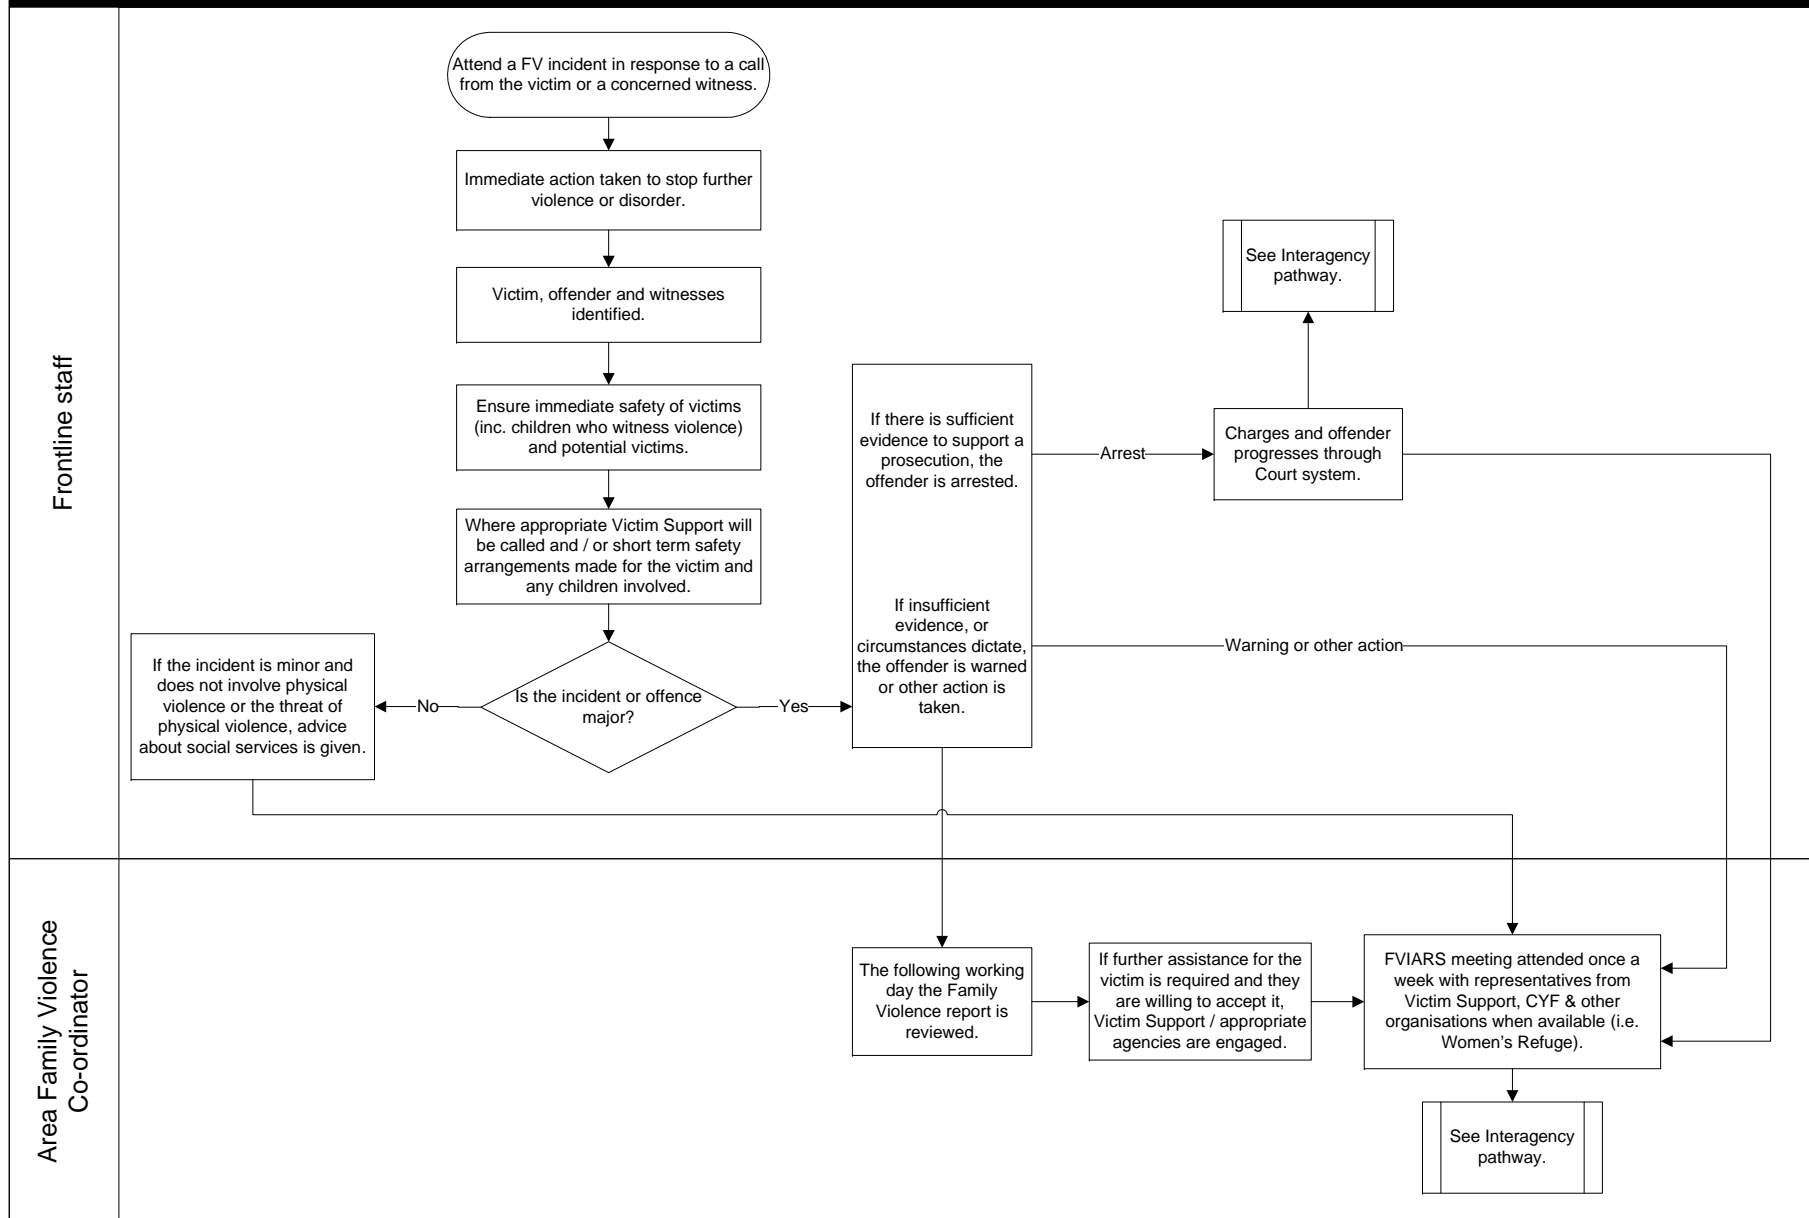 Frontline staff
Attend a FV incident in response to a call
from the victim or a concerned witness.
Immediate action taken to stop further
violence or disorder.
Victim, offender and witnesses
identified.
Ensure immediate safety of victims
(inc. children who witness violence)
and potential victims.
Where appropriate Victim Support will
be called and / or short term safety
arrangements made for the victim and
any children involved.
Is the incident or offence
major?
No
If the incident is minor and
does not involve physical
violence or the threat of
physical violence, advice
about social services is given.
Yes
If there is sufficient
evidence to support a
prosecution, the
offender is arrested.
If insufficient
evidence, or
circumstances dictate,
the offender is warned
or other action is
taken.
Arrest
Charges and offender
progresses through
Court system.
See Interagency
pathway.
Warning or other action
Area Family Violence
Co-ordinator
The following working
day the Family
Violence report is
reviewed.
If further assistance for the
victim is required and they
are willing to accept it,
Victim Support / appropriate
agencies are engaged.
FVIARS meeting attended once a
week with representatives from
Victim Support, CYF & other
organisations when available (i.e.
Women's Refuge).
See Interagency
pathway.